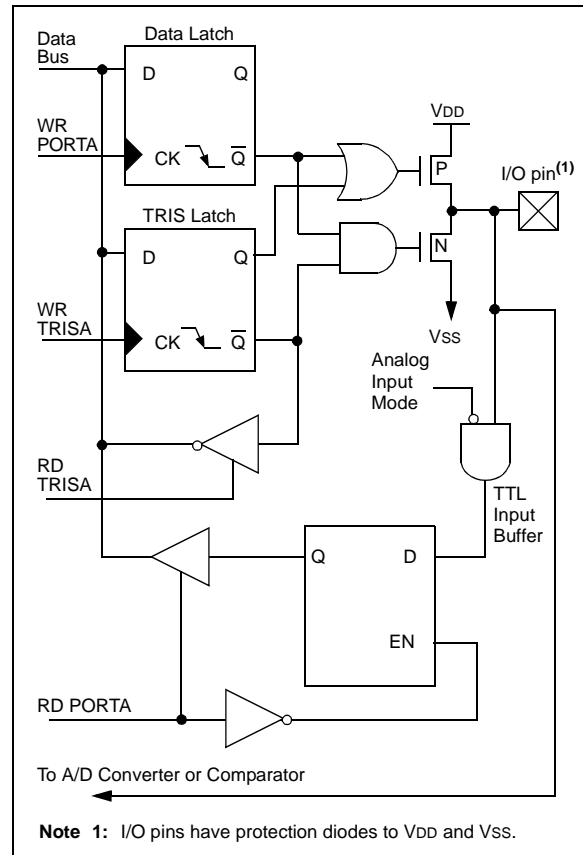 Data Bus
Data Latch
D
Q
WR PORTA
CK
Q
VDD
P
I/O pin(1)
TRIS Latch
D
Q
N
WR TRISA
CK
Q
VSS
Analog Input Mode
RD TRISA
TTL Input Buffer
Q
D
EN
RD PORTA
To A/D Converter or Comparator
Note 1: I/O pins have protection diodes to VDD and VSS.